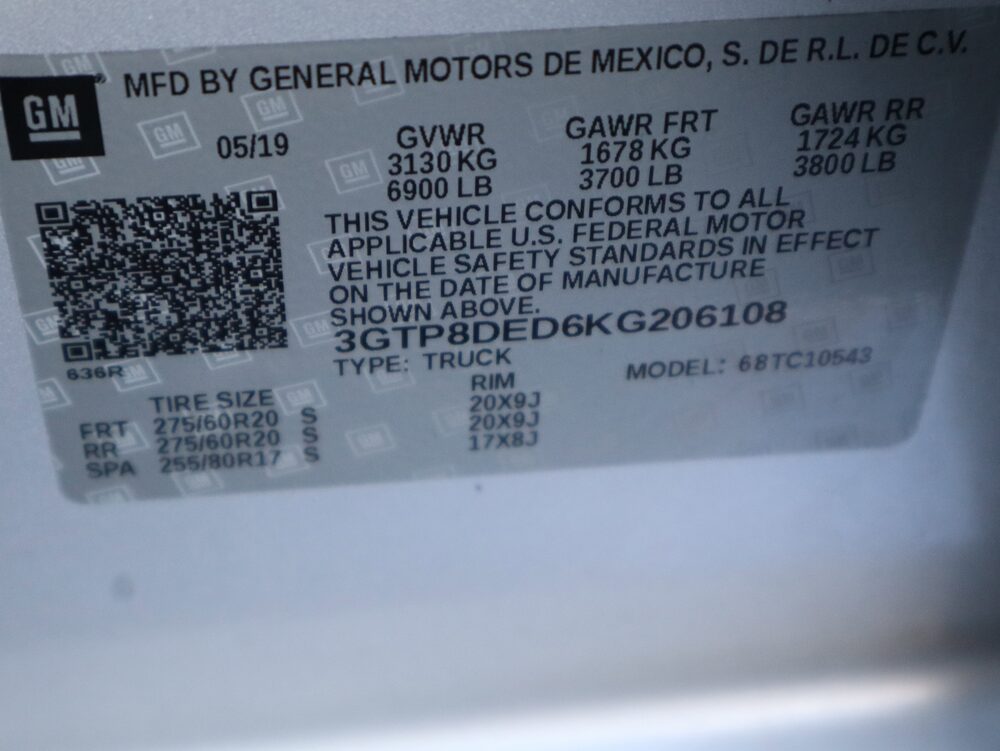 GM
MFD BY GENERAL MOTORS DE MEXICO, S. DE R.L. DE C.V.
05/19
GVWR
3130 KG
6900 LB
GAWR FRT
1678 KG
3700 LB
GAWR RR
1724 KG
3800 LB
THIS VEHICLE CONFORMS TO ALL
APPLICABLE U.S. FEDERAL MOTOR
VEHICLE SAFETY STANDARDS IN EFFECT
ON THE DATE OF MANUFACTURE
SHOWN ABOVE.
3GTP8DED6KG206108
TYPE: TRUCK
MODEL: 68TC10543
636R
TIRE SIZE RIM
FRT 275/60R20 S 20X9J
RR 275/60R20 S 20X9J
SPA 255/80R17 S 17X8J